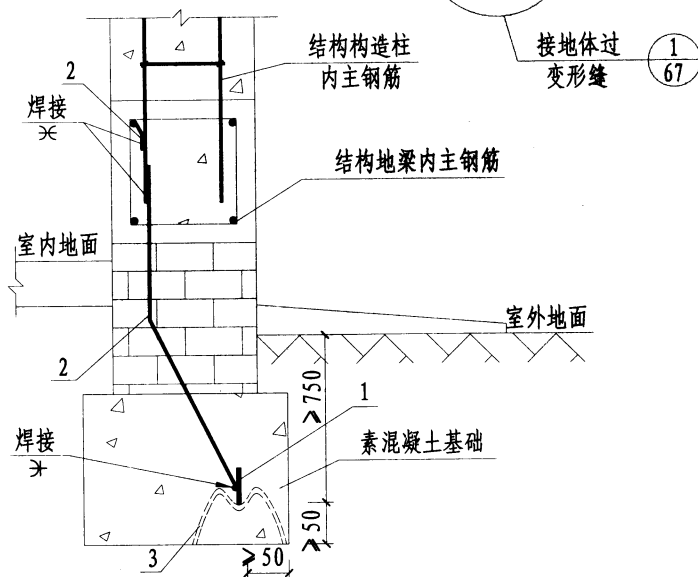 结构构造柱
内主钢筋
接地体过
变形缝
1
67
2
焊接
结构地梁内主钢筋
室内地面
室外地面
2
≥750
1
焊接
素混凝土基础
≥50
3
≥50